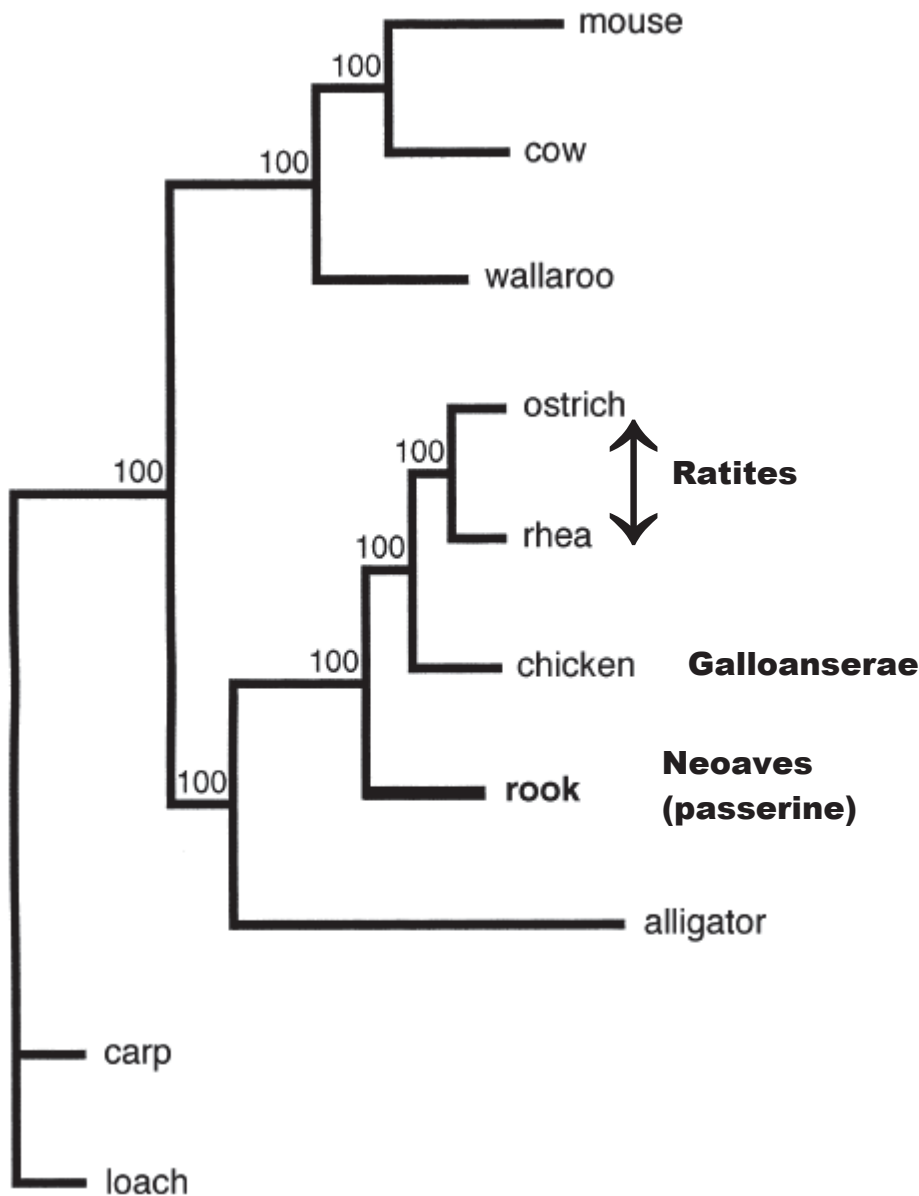 mouse
100
cow
100
wallaroo
100
ostrich
100
Ratites
rhea
100
chicken Galloanserae
100
rook
Neoaves
(passerine)
100
alligator
carp
loach